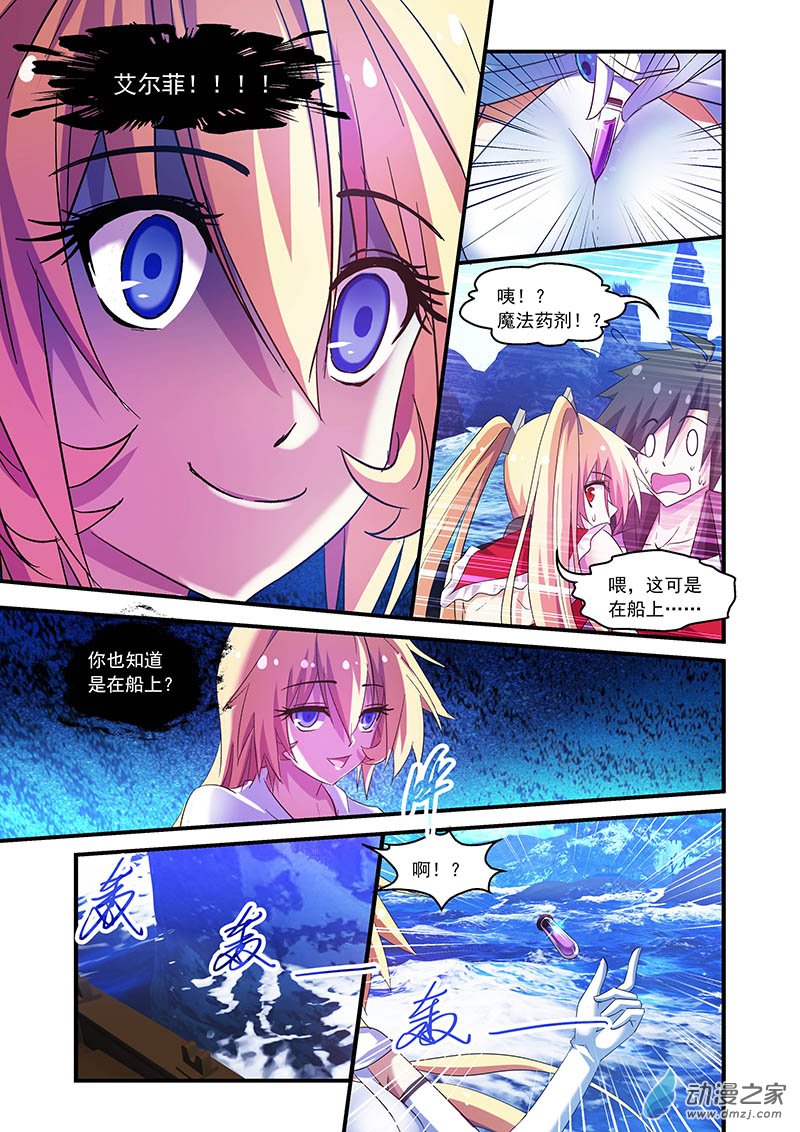 艾尔菲！！！！
咦！？
魔法药剂！？
喂，这可是
在船上……
你也知道
是在船上？
哗
啊！？
轰
轰
轰
动漫之家
www.dmzj.com